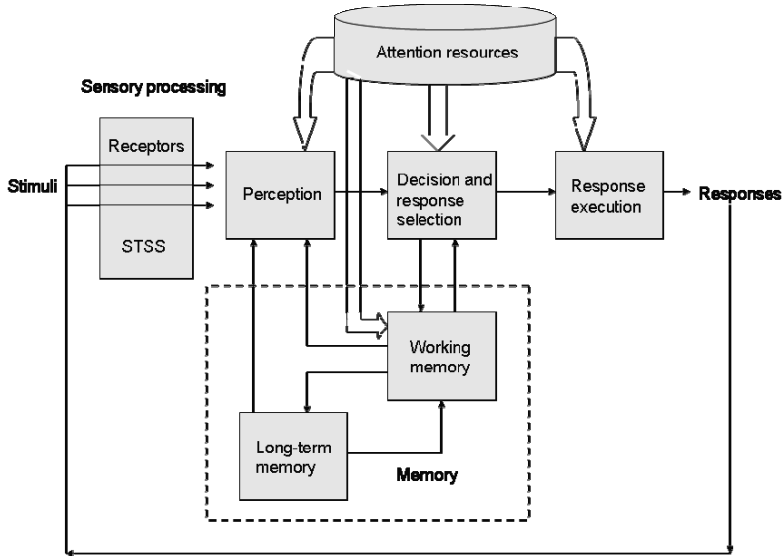 Attention resources
Sensory processing
Receptors
STSS
Stimuli
Perception
Decision and
response
selection
Response
execution
Responses
Working
memory
Long-term
memory
Memory